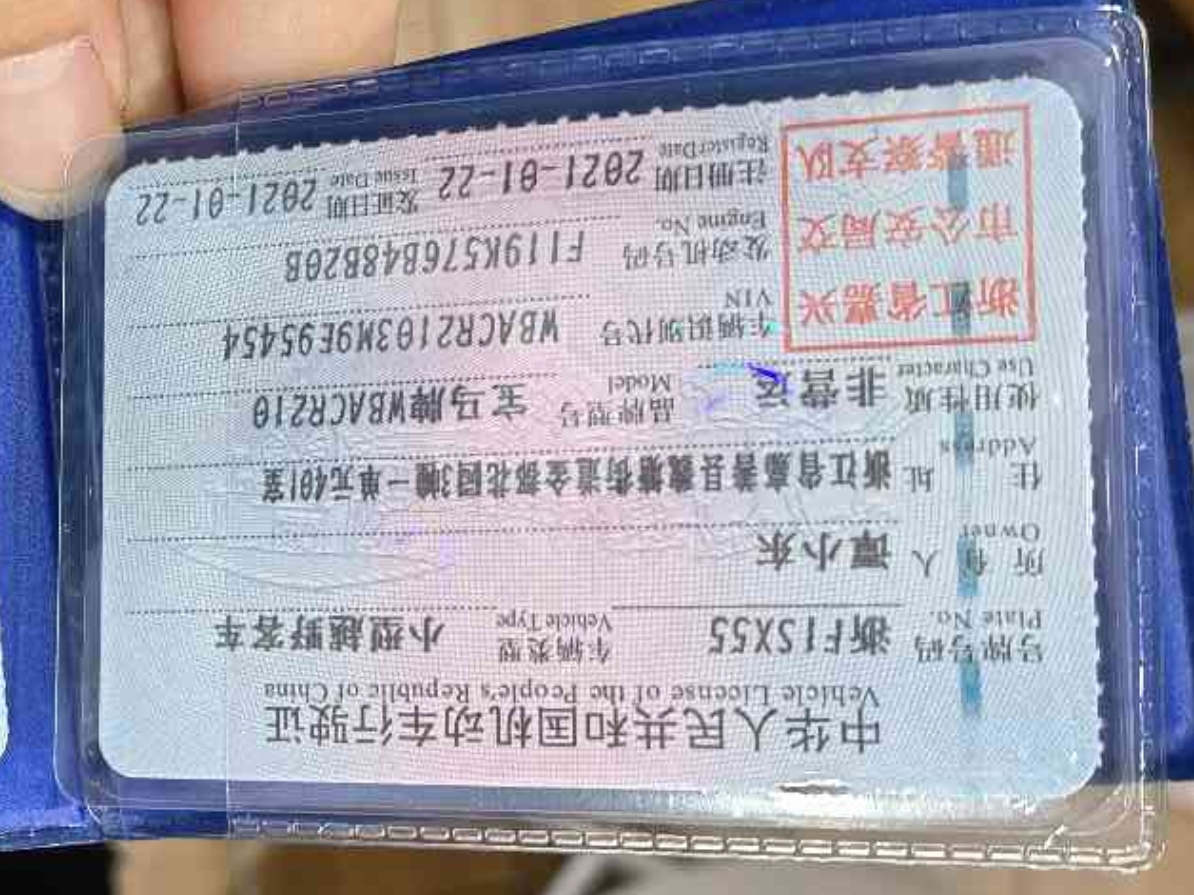 中华人民共和国机动车行驶证
Vehicle License of the People's Republic of China
号牌号码 浙F1SX55 车辆类型 小型越野客车
Plate No. Vehicle Type
所有人 谭小东
Owner
住址 浙江省嘉善县魏塘街道金都花园3幢一单元401室
Address
使用性质 非营运 品牌型号 宝马牌WBACR210
Use Character Model
浙江省嘉兴
市公安局交
通警察支队
车辆识别代号 WBACR2103M9E95454
VIN
发动机号码 F119K576B48B20B
Engine No.
注册日期 2021-01-22 发证日期 2021-01-22
Register Date Issue Date